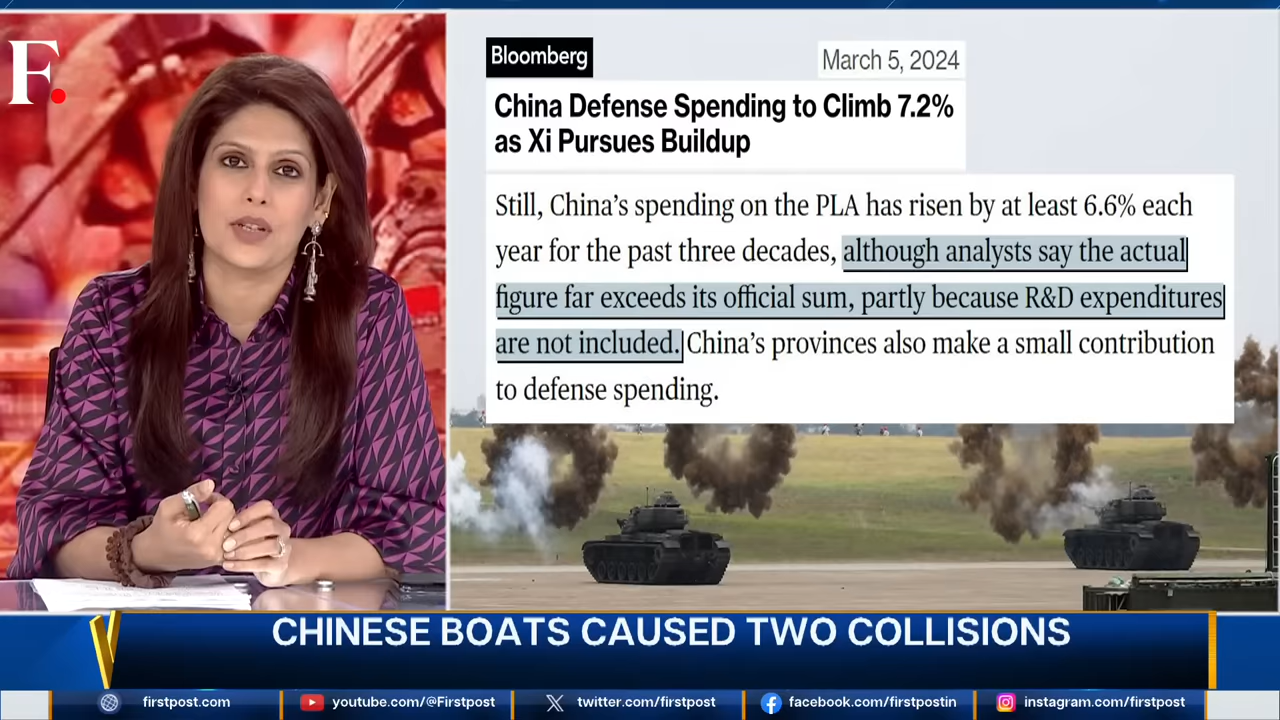 F.
Bloomberg
March 5, 2024
China Defense Spending to Climb 7.2%
as Xi Pursues Buildup
Still, China’s spending on the PLA has risen by at least 6.6% each
year for the past three decades, although analysts say the actual
figure far exceeds its official sum, partly because R&D expenditures
are not included. China’s provinces also make a small contribution
to defense spending.
CHINESE BOATS CAUSED TWO COLLISIONS
firstpost.com
youtube.com/@Firstpost
twitter.com/firstpost
facebook.com/firstpostin
instagram.com/firstpost